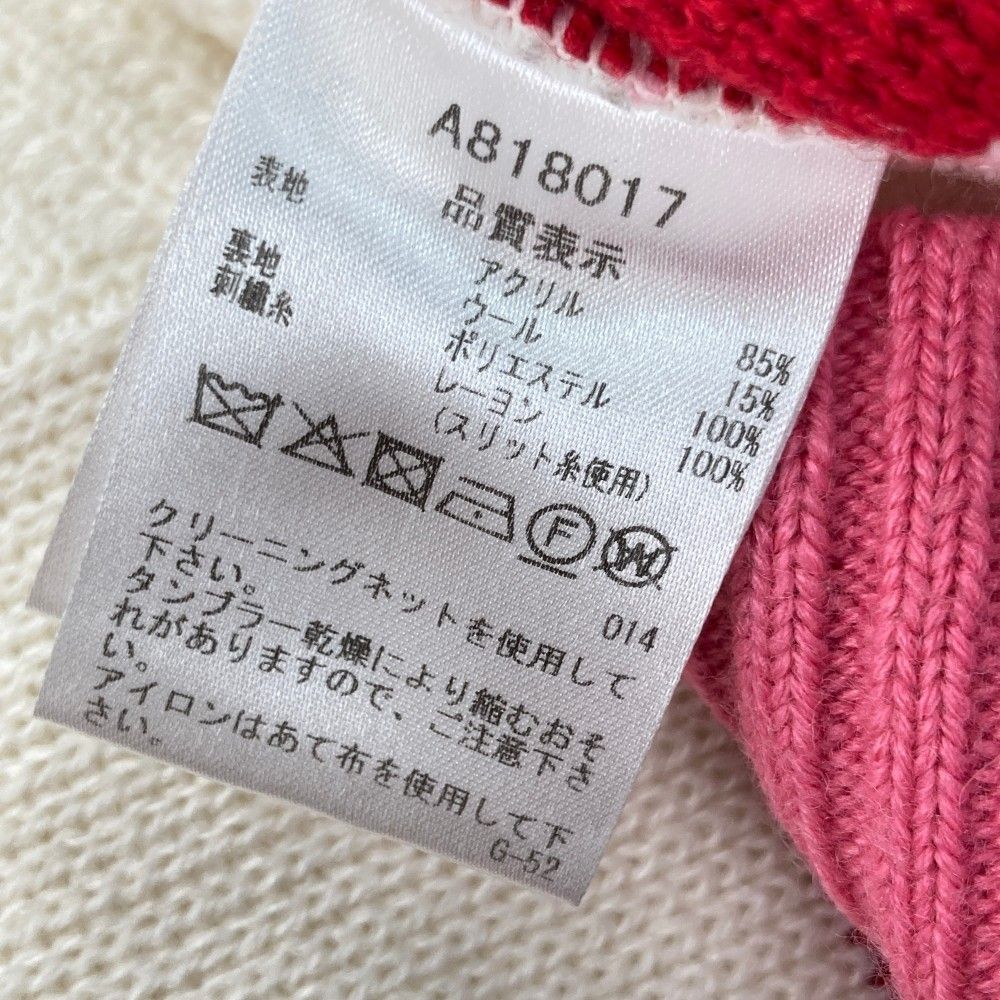 A818017
品質表示
表地 アクリル 85%
ウール 15%
裏地 ポリエステル 100%
刺繍糸 レーヨン 100%
(スリット糸使用)
F W
014
クリーニングネットを使用して
下さい。
タンブラー乾燥により縮むおそ
れがありますので、ご注意下さ
い。
アイロンはあて布を使用して下
さい。
G-52